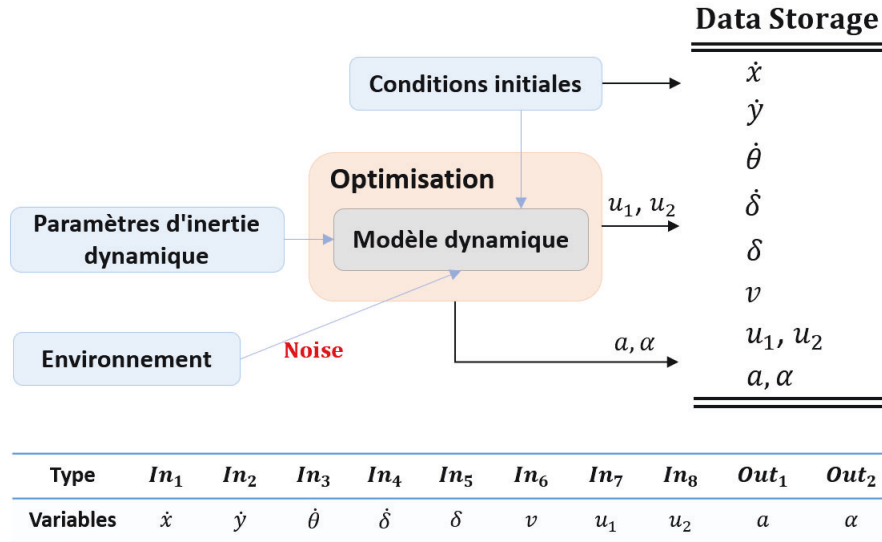 Data Storage
Conditions initiales
ẋ
ẏ
θ̇
δ̇
δ
v
u₁, u₂
a, α
Optimisation
u₁, u₂
Modèle dynamique
Paramètres d'inertie
dynamique
Environnement
Noise
a, α
Type In₁ In₂ In₃ In₄ In₅ In₆ In₇ In₈ Out₁ Out₂
Variables ẋ ẏ θ̇ δ̇ δ v u₁ u₂ a α